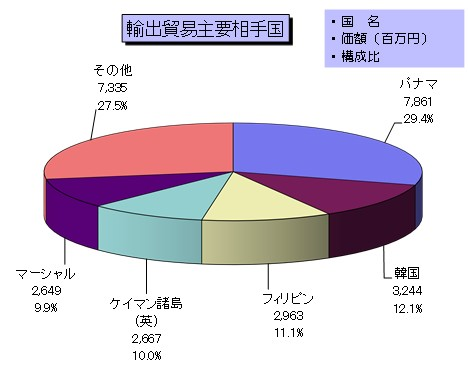 輸出貿易主要相手国
・国　名
・価額（百万円）
・構成比
その他
7,335
27.5%
パナマ
7,861
29.4%
マーシャル
2,649
9.9%
ケイマン諸島
（英）
2,667
10.0%
フィリピン
2,963
11.1%
韓国
3,244
12.1%